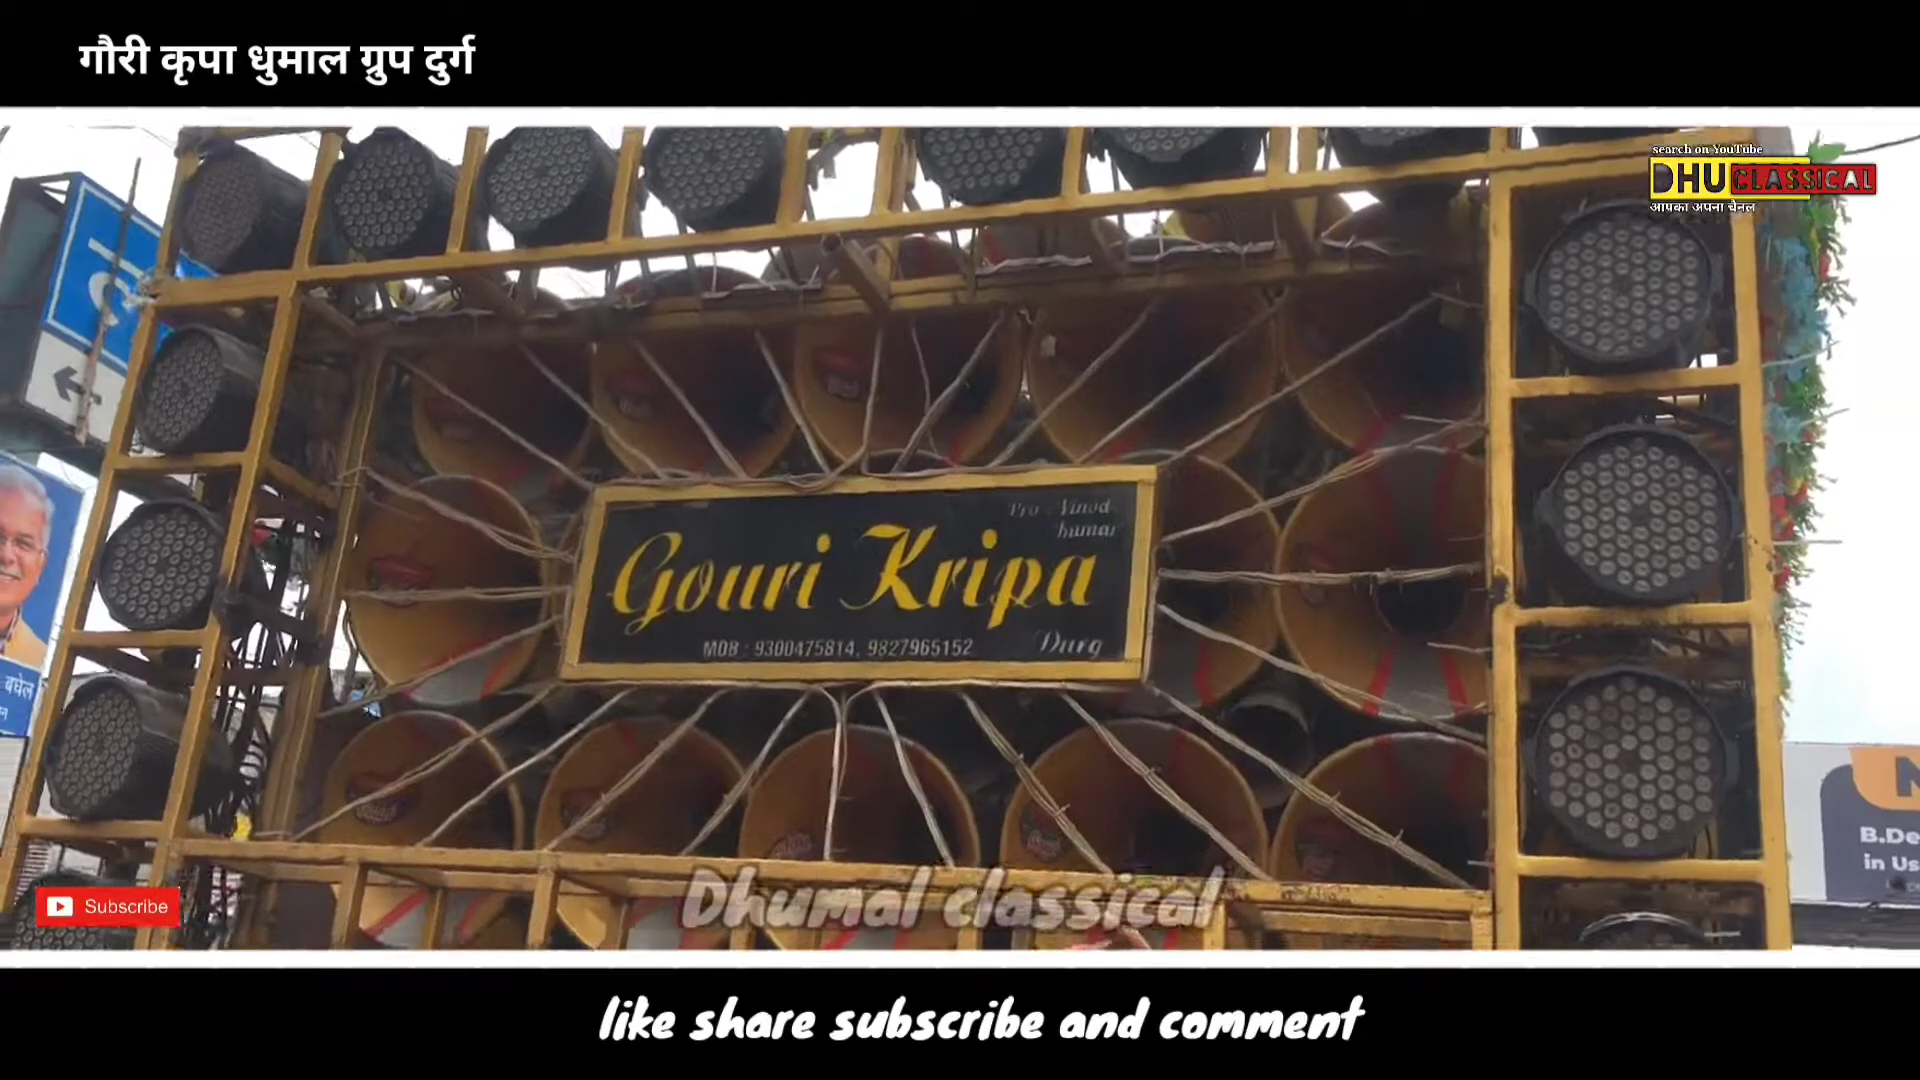 गौरी कृपा धुमाल ग्रुप दुर्ग
search on YouTube
DHU CLASSICAL
आपका अपना चैनल
Pro : Vinod
kumar
Gouri Kripa
MOB : 9300475814, 9827965152
Durg
बघेल
B.De
in Us
Subscribe
Dhumal classical
like share subscribe and comment